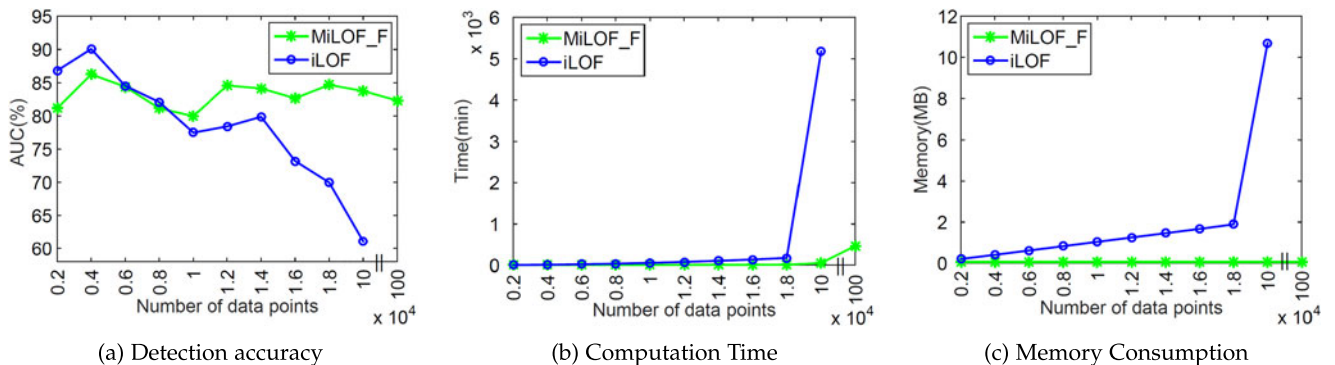 95
90
85
80
75
70
65
60
AUC(%)
MiLOF_F
iLOF
0.2
0.4
0.6
0.8
1
1.2
1.4
1.6
1.8
10
100
Number of data points
x 10^4
(a) Detection accuracy
x 10^3
6
5
4
3
2
1
0
Time(min)
MiLOF_F
iLOF
0.2
0.4
0.6
0.8
1
1.2
1.4
1.6
1.8
10
100
Number of data points
x 10^4
(b) Computation Time
12
10
8
6
4
2
0
Memory(MB)
MiLOF_F
iLOF
0.2
0.4
0.6
0.8
1
1.2
1.4
1.6
1.8
10
100
Number of data points
x 10^4
(c) Memory Consumption